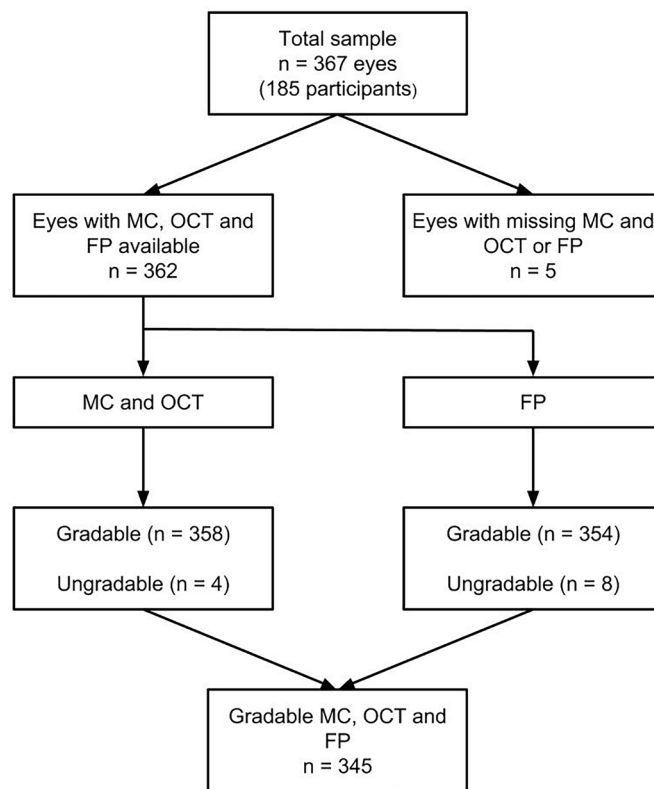 Total sample
n = 367 eyes
(185 participants)
Eyes with MC, OCT and
FP available
n = 362
Eyes with missing MC and
OCT or FP
n = 5
MC and OCT
FP
Gradable (n = 358)
Ungradable (n = 4)
Gradable (n = 354)
Ungradable (n = 8)
Gradable MC, OCT and
FP
n = 345